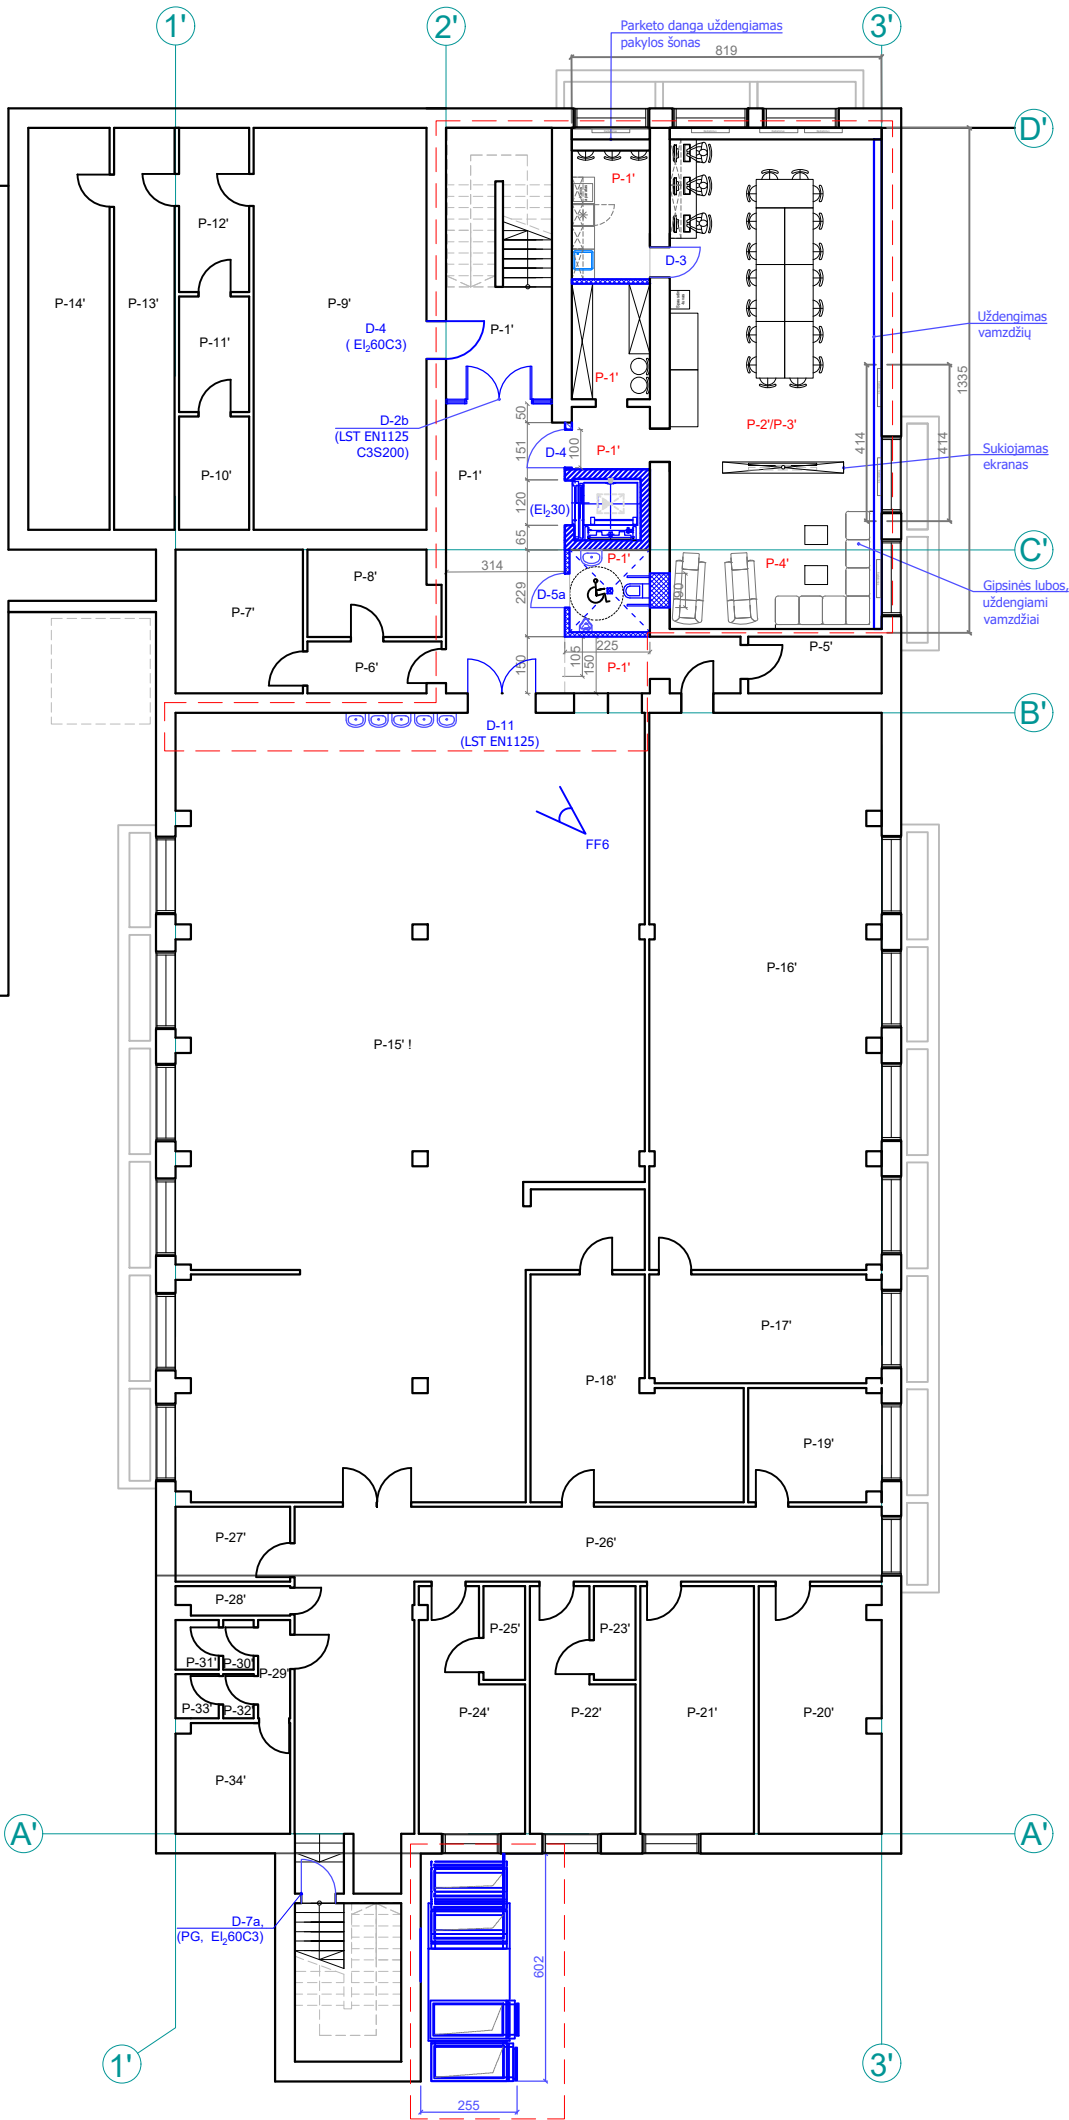 1'
2'
3'
Parketo danga uždengiamas
pakylos šonas
819
D'
P-12'
P-1'
D-3
P-14'
P-13'
P-11'
P-9'
D-4
( EI₂60C3)
P-1'
Uždengimas
vamzdžių
1335
P-1'
50
D-2b
(LST EN1125
C3S200)
P-2'/P-3'
151
100
D-4
P-1'
414
414
Sukiojamas
ekranas
P-10'
P-1'
120
(EI₂30)
65
C'
314
P-1'
P-4'
P-8'
229
D-5a
90
Gipsinės lubos,
uždengiami
vamzdžiai
P-7'
P-6'
225
105
150
150
P-1'
P-5'
B'
D-11
(LST EN1125)
FF6
P-16'
P-15' !
P-17'
P-18'
P-19'
P-27'
P-26'
P-28'
P-25'
P-23'
P-31'
P-30'
P-29'
P-33'
P-32'
P-24'
P-22'
P-21'
P-20'
P-34'
A'
A'
D-7a,
(PG, EI₂60C3)
602
255
1'
3'